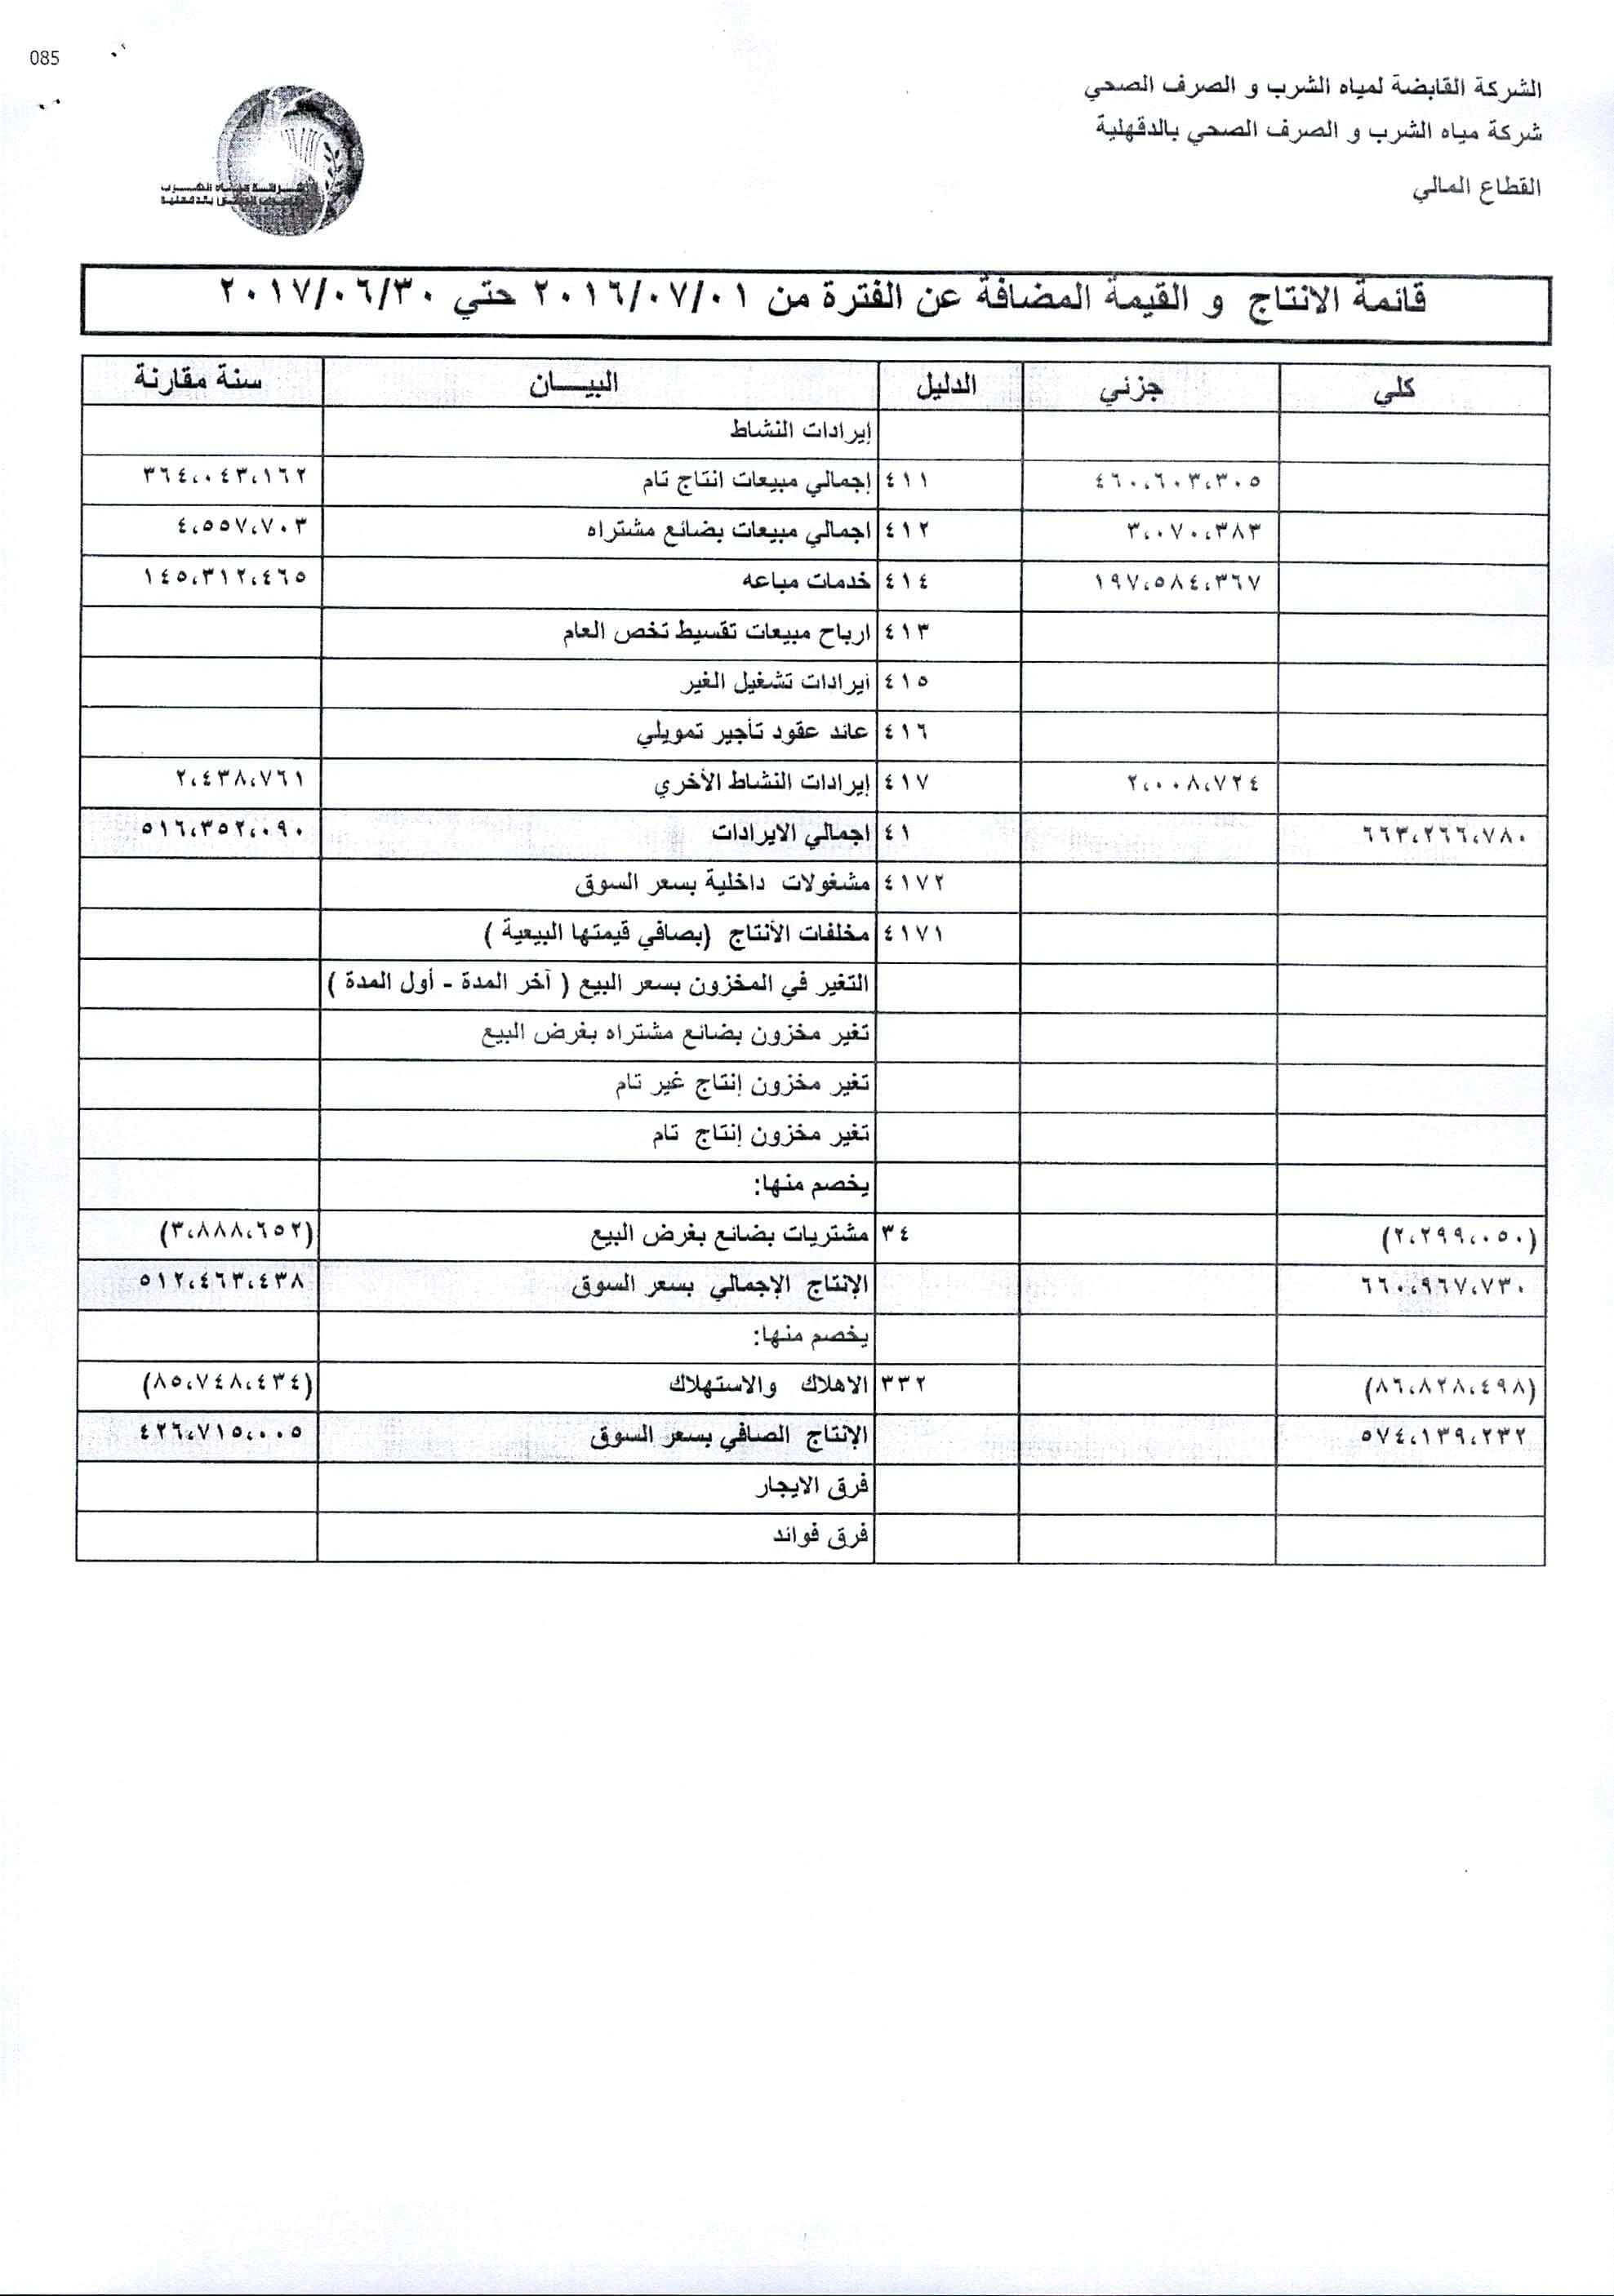 085
الشركة القابضة لمياه الشرب و الصرف الصحي
شركة مياه الشرب و الصرف الصحي بالدقهلية
القطاع المالي
قائمة الانتاج و القيمة المضافة عن الفترة من ٢٠١٦/٠٧/٠١ حتي ٢٠١٧/٠٦/٣٠
كلي جزئي الدليل البيـــان سنة مقارنة
إيرادات النشاط
٤٦٠،٦٠٣،٣٠٥ ٤١١ إجمالي مبيعات انتاج تام ٣٦٤،٠٤٣،١٦٢
٣،٠٧٠،٣٨٣ ٤١٢ اجمالي مبيعات بضائع مشتراه ٤،٥٥٧،٧٠٣
١٩٧،٥٨٤،٣٦٧ ٤١٤ خدمات مباعه ١٤٥،٣١٢،٤٦٥
٤١٣ ارباح مبيعات تقسيط تخص العام
٤١٥ ايرادات تشغيل الغير
٤١٦ عائد عقود تأجير تمويلي
٢،٠٠٨،٧٢٤ ٤١٧ إيرادات النشاط الأخري ٢،٤٣٨،٧٦١
٦٦٣،٢٦٦،٧٨٠ ٤١ اجمالي الايرادات ٥١٦،٣٥٢،٠٩٠
٤١٧٢ مشغولات داخلية بسعر السوق
٤١٧١ مخلفات الأنتاج (بصافي قيمتها البيعية )
التغير في المخزون بسعر البيع ( آخر المدة - أول المدة )
تغير مخزون بضائع مشتراه بغرض البيع
تغير مخزون إنتاج غير تام
تغير مخزون إنتاج تام
يخصم منها:
(٢،٢٩٩،٠٥٠) ٣٤ مشتريات بضائع بغرض البيع (٣،٨٨٨،٦٥٢)
٦٦٠،٩٦٧،٧٣٠ الإنتاج الإجمالي بسعر السوق ٥١٢،٤٦٣،٤٣٨
يخصم منها:
(٨٦،٨٢٨،٤٩٨) ٣٣٢ الاهلاك والاستهلاك (٨٥،٧٤٨،٤٣٤)
٥٧٤،١٣٩،٢٣٢ الإنتاج الصافي بسعر السوق ٤٢٦،٧١٥،٠٠٥
فرق الايجار
فرق فوائد